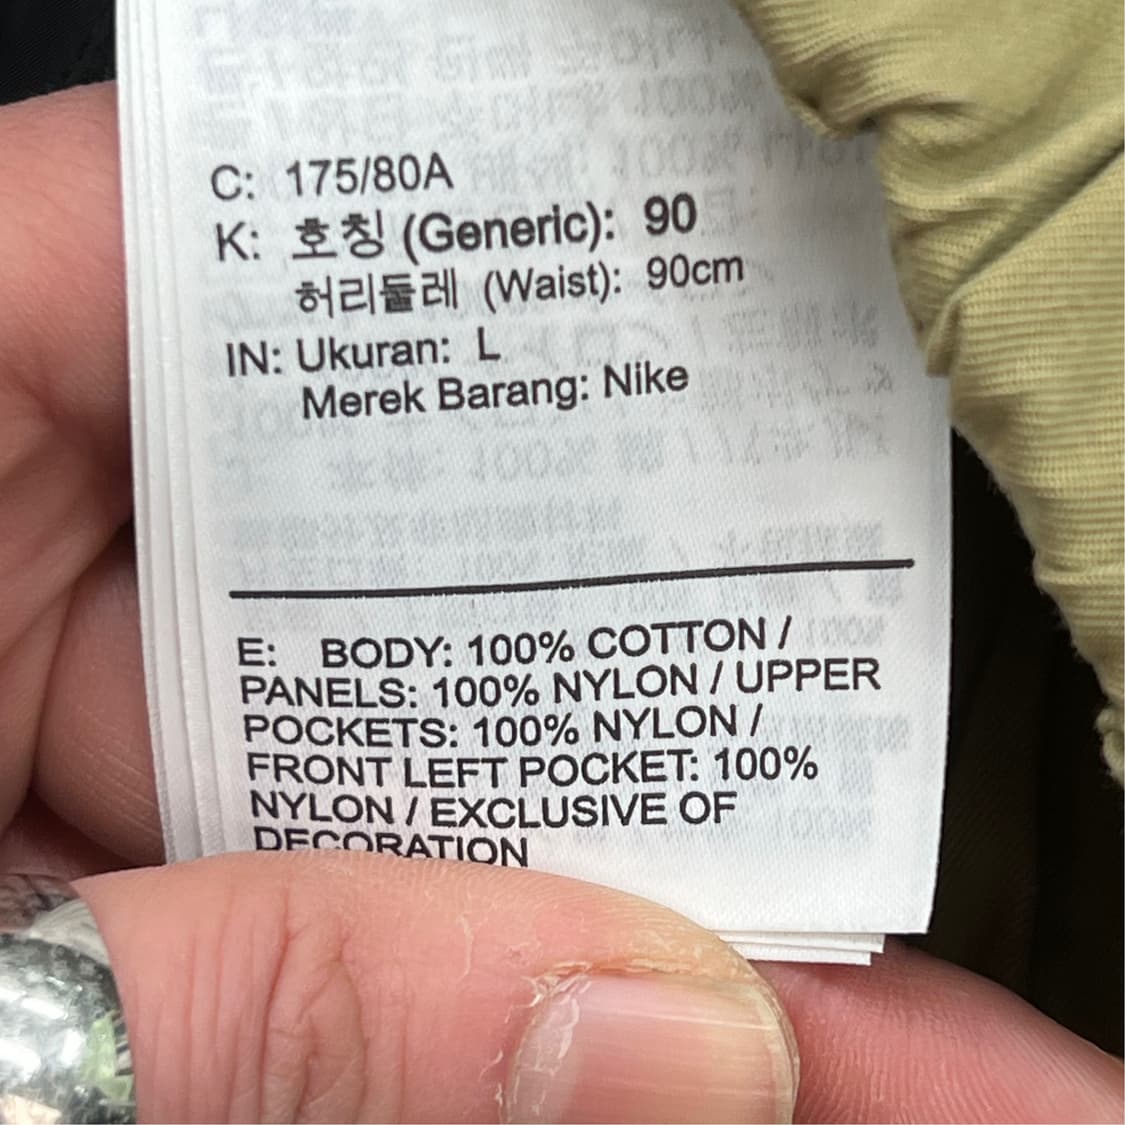 C: 175/80A
K: 호칭 (Generic): 90
허리둘레 (Waist): 90cm
IN: Ukuran: L
Merek Barang: Nike
E: BODY: 100% COTTON /
PANELS: 100% NYLON / UPPER
POCKETS: 100% NYLON /
FRONT LEFT POCKET: 100%
NYLON / EXCLUSIVE OF
DECORATION